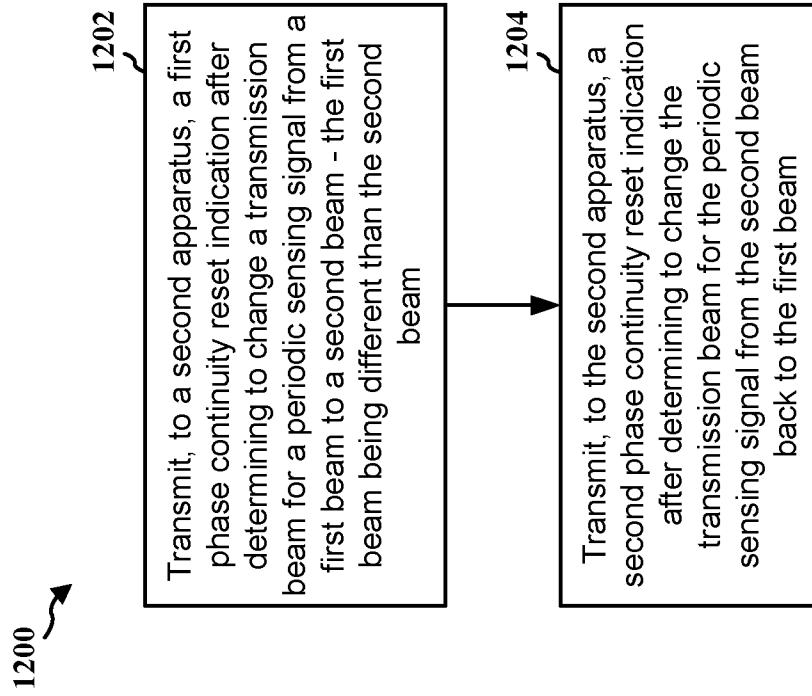 1200
1202
Transmit, to a second apparatus, a first
phase continuity reset indication after
determining to change a transmission
beam for a periodic sensing signal from a
first beam to a second beam - the first
beam being different than the second
beam
1204
Transmit, to the second apparatus, a
second phase continuity reset indication
after determining to change the
transmission beam for the periodic
sensing signal from the second beam
back to the first beam